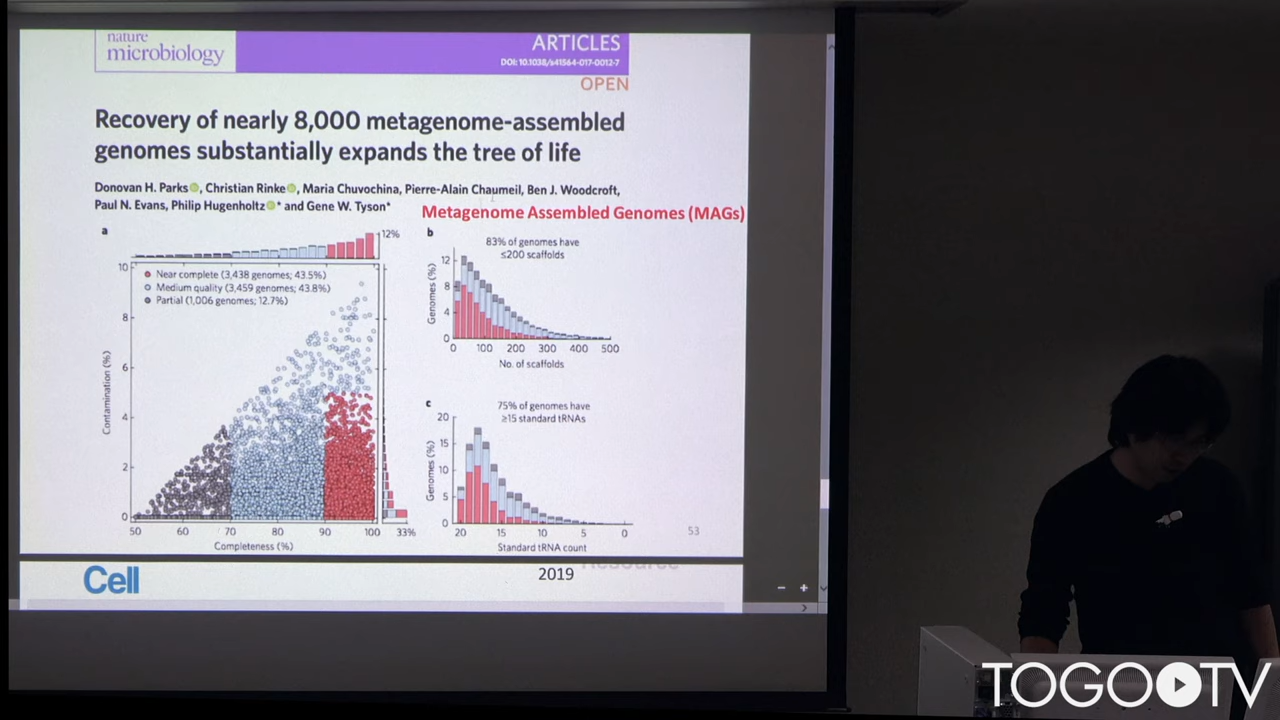 nature
microbiology
ARTICLES
DOI: 10.1038/s41564-017-0012-7
OPEN
Recovery of nearly 8,000 metagenome-assembled
genomes substantially expands the tree of life
Donovan H. Parks, Christian Rinke, Maria Chuvochina, Pierre-Alain Chaumeil, Ben J. Woodcroft,
Paul N. Evans, Philip Hugenholtz* and Gene W. Tyson*
Metagenome Assembled Genomes (MAGs)
a
12%
10
8
6
4
2
0
Contamination (%)
Near complete (3,438 genomes; 43.5%)
Medium quality (3,459 genomes; 43.8%)
Partial (1,006 genomes; 12.7%)
50 60 70 80 90 100 33%
Completeness (%)
b
83% of genomes have
≤200 scaffolds
12
8
4
0
Genomes (%)
0 100 200 300 400 500
No. of scaffolds
c
75% of genomes have
≥15 standard tRNAs
20
15
10
5
0
Genomes (%)
20 15 10 5 0
Standard tRNA count
53
Cell
2019
Resource
TOGO TV